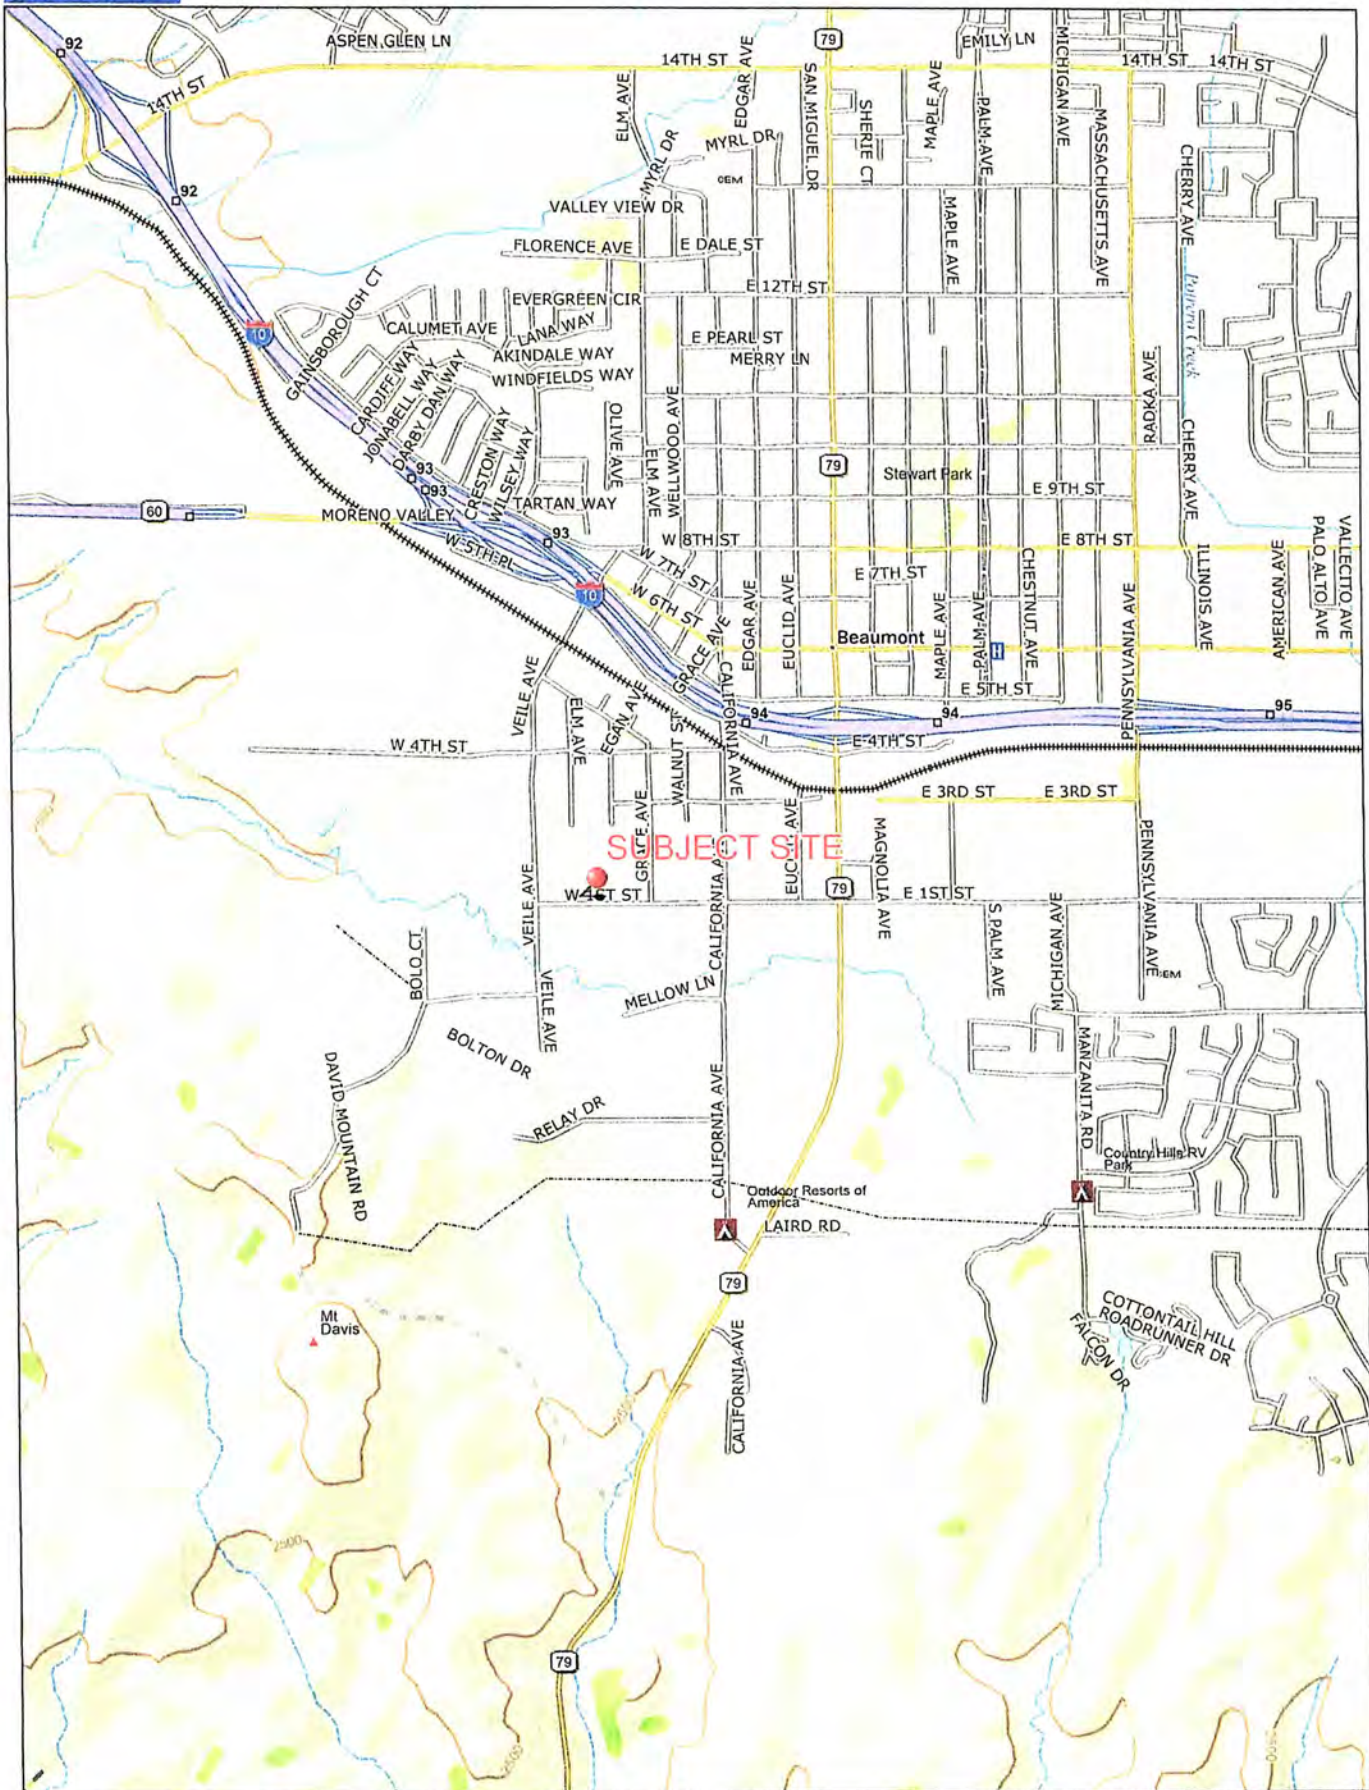 92
ASPEN GLEN LN
EDGAR AVE
79
EMILY LN
MICHIGAN AVE
14TH ST
14TH ST
14TH ST
14TH ST
ELM AVE
SAN MIGUEL DR
SHERIE CT
MAPLE AVE
PALM AVE
MASSACHUSETTS AVE
MYRL DR
MYRL DR
CHERRY AVE
92
VALLEY VIEW DR
MAPLE AVE
FLORENCE AVE
E DALE ST
E 12TH ST
EVERGREEN CIR
GAINSBOROUGH CT
CALUMET AVE
LANA WAY
10
E PEARL ST
AKINDALE WAY
MERRY LN
WINDFIELDS WAY
CARDIFF WAY
JONABELL WAY
DARBY DAN WAY
RADKA AVE
OLIVE AVE
WELLWOOD AVE
CRESTON WAY
WILSEY WAY
ELM AVE
CHERRY AVE
93
93
79
Stewart Park
E 9TH ST
60
MORENO VALLEY
TARTAN WAY
93
W 8TH ST
E 8TH ST
VALLECITO AVE
PALO ALTO AVE
W 5TH PL
W 7TH ST
E 7TH ST
CHESTNUT AVE
ILLINOIS AVE
AMERICAN AVE
10
W 6TH ST
EDGAR AVE
EUCLID AVE
MAPLE AVE
PALM AVE
PENNSYLVANIA AVE
Beaumont
H
GRACE AVE
CALIFORNIA AVE
VEILE AVE
E 5TH ST
ELM AVE
EGAN AVE
WALNUT ST
94
94
95
W 4TH ST
E 4TH ST
E 3RD ST
E 3RD ST
GRACE AVE
MAGNOLIA AVE
PENNSYLVANIA AVE
SUBJECT SITE
79
VEILE AVE
W 1ST ST
E 1ST ST
CALIFORNIA AVE
S PALM AVE
MICHIGAN AVE
2500
BOLO CT
VEILE AVE
MELLOW LN
BOLTON DR
DAVID MOUNTAIN RD
MANZANITA RD
RELAY DR
CALIFORNIA AVE
Country Hills RV
Park
Outdoor Resorts of
America
LAIRD RD
79
Mt
Davis
COTTONTAIL HILL
ROADRUNNER DR
FALCON DR
CALIFORNIA AVE
2500
2500
79
2500
2500